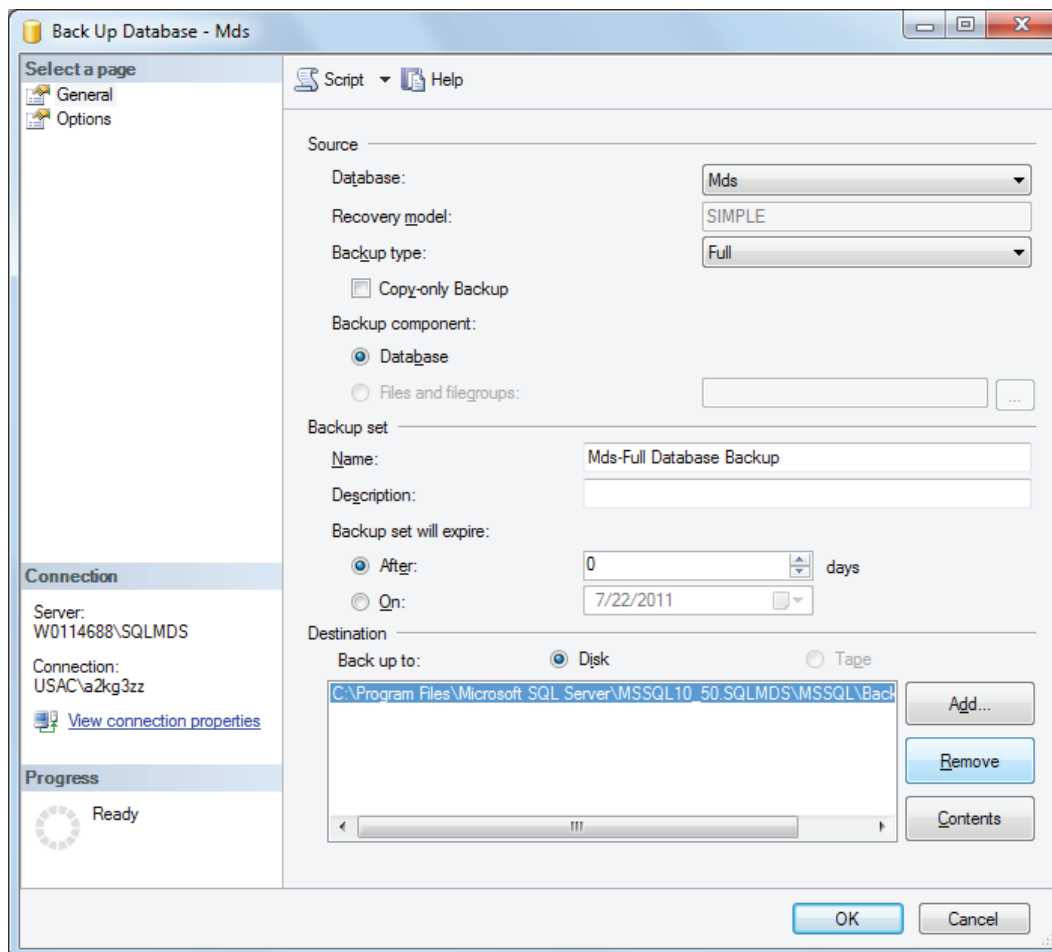 Back Up Database - Mds
Select a page
General
Options
Script
Help
Source
Database:
Mds
Recovery model:
SIMPLE
Backup type:
Full
Copy-only Backup
Backup component:
Database
Files and filegroups:
...
Backup set
Name:
Mds-Full Database Backup
Description:
Backup set will expire:
After:
0
days
On:
7/22/2011
Destination
Back up to:
Disk
Tape
C:\Program Files\Microsoft SQL Server\MSSQL10_50.SQLMDS\MSSQL\Back
Add...
Remove
Contents
Connection
Server:
W0114688\SQLMDS
Connection:
USAC\a2kg3zz
View connection properties
Progress
Ready
OK
Cancel